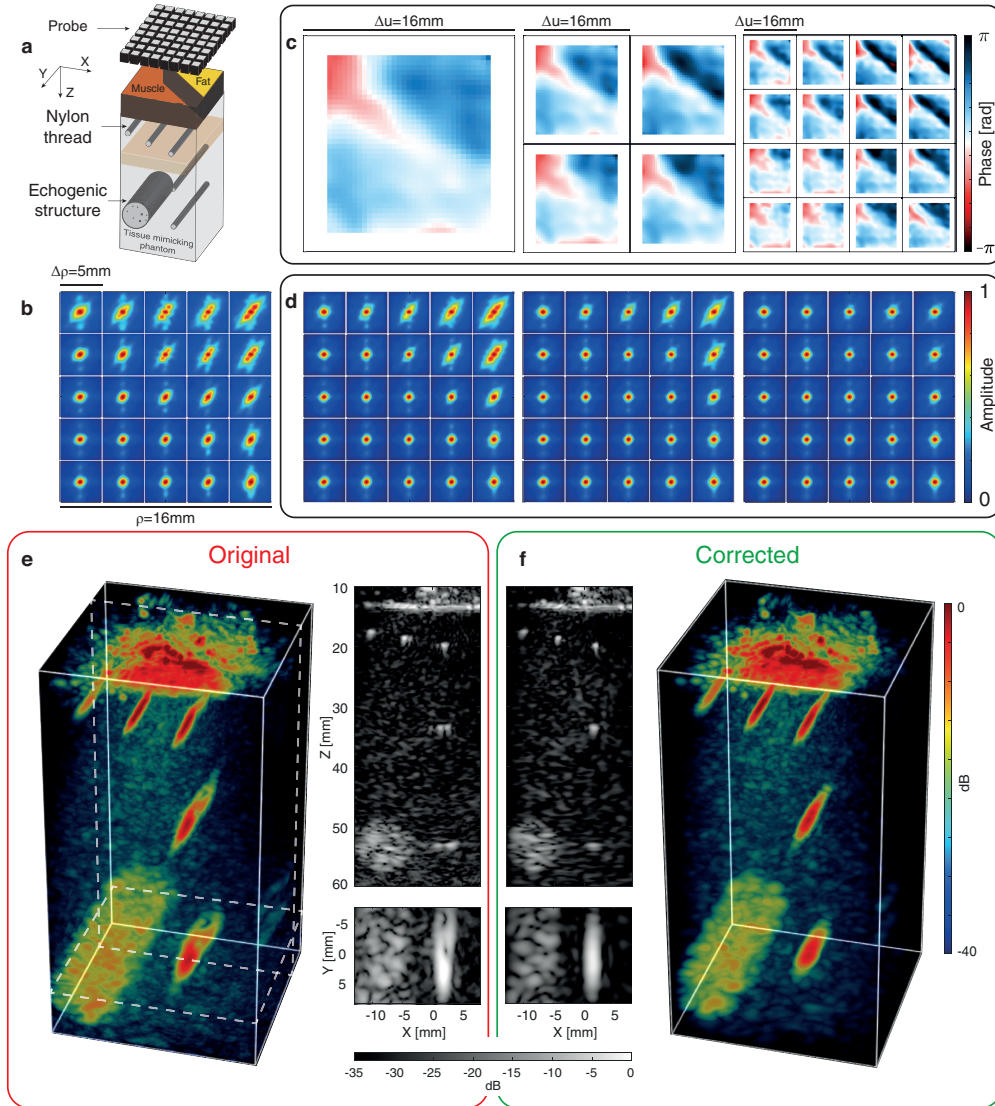 a
Probe
Y
X
Z
Muscle
Fat
Nylon
thread
Echogenic
structure
Tissue mimicking
phantom
c
Δu=16mm
Δu=16mm
Δu=16mm
π
Phase [rad]
-π
b
Δρ=5mm
ρ=16mm
d
1
Amplitude
0
e
Original
10
20
30
Z [mm]
40
50
60
-5
0
5
Y [mm]
-10
-5
0
5
X [mm]
f
Corrected
-10
-5
0
5
X [mm]
0
dB
-40
-35
-30
-25
-20
-15
-10
-5
0
dB